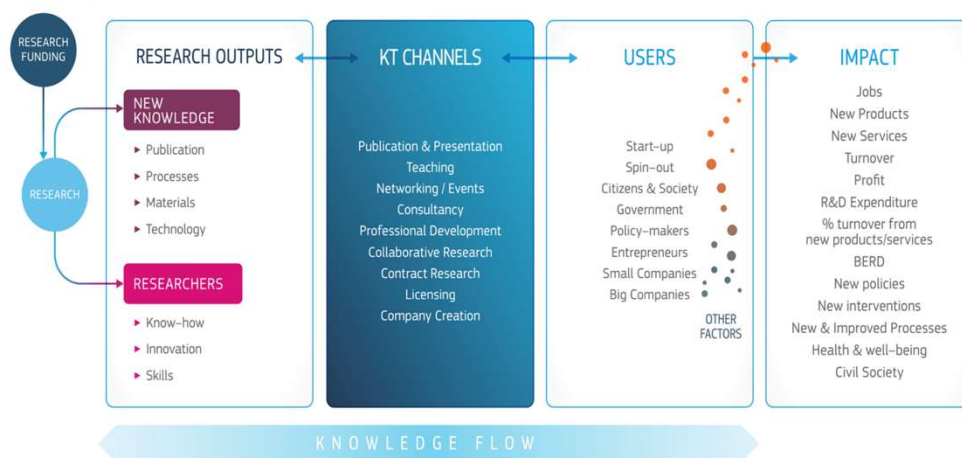 RESEARCH
FUNDING
RESEARCH
RESEARCH OUTPUTS
NEW
KNOWLEDGE
Publication
Processes
Materials
Technology
RESEARCHERS
Know-how
Innovation
Skills
KT CHANNELS
Publication & Presentation
Teaching
Networking / Events
Consultancy
Professional Development
Collaborative Research
Contract Research
Licensing
Company Creation
USERS
Start-up
Spin-out
Citizens & Society
Government
Policy-makers
Entrepreneurs
Small Companies
Big Companies
OTHER
FACTORS
IMPACT
Jobs
New Products
New Services
Turnover
Profit
R&D Expenditure
% turnover from
new products/services
BERD
New policies
New interventions
New & Improved Processes
Health & well-being
Civil Society
KNOWLEDGE FLOW